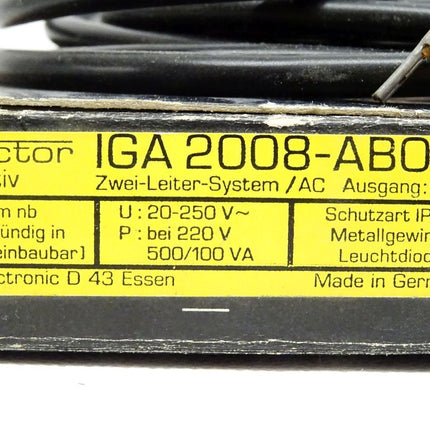 ctor IGA 2008-ABO
IV Zwei-Leiter-System / AC Ausgang:
m nb U : 20-250 V~ Schutzart IP
ündig in P : bei 220 V Metallgewin
einbaubar) 500/100 VA Leuchtdiod
ctronic D 43 Essen Made in Germ